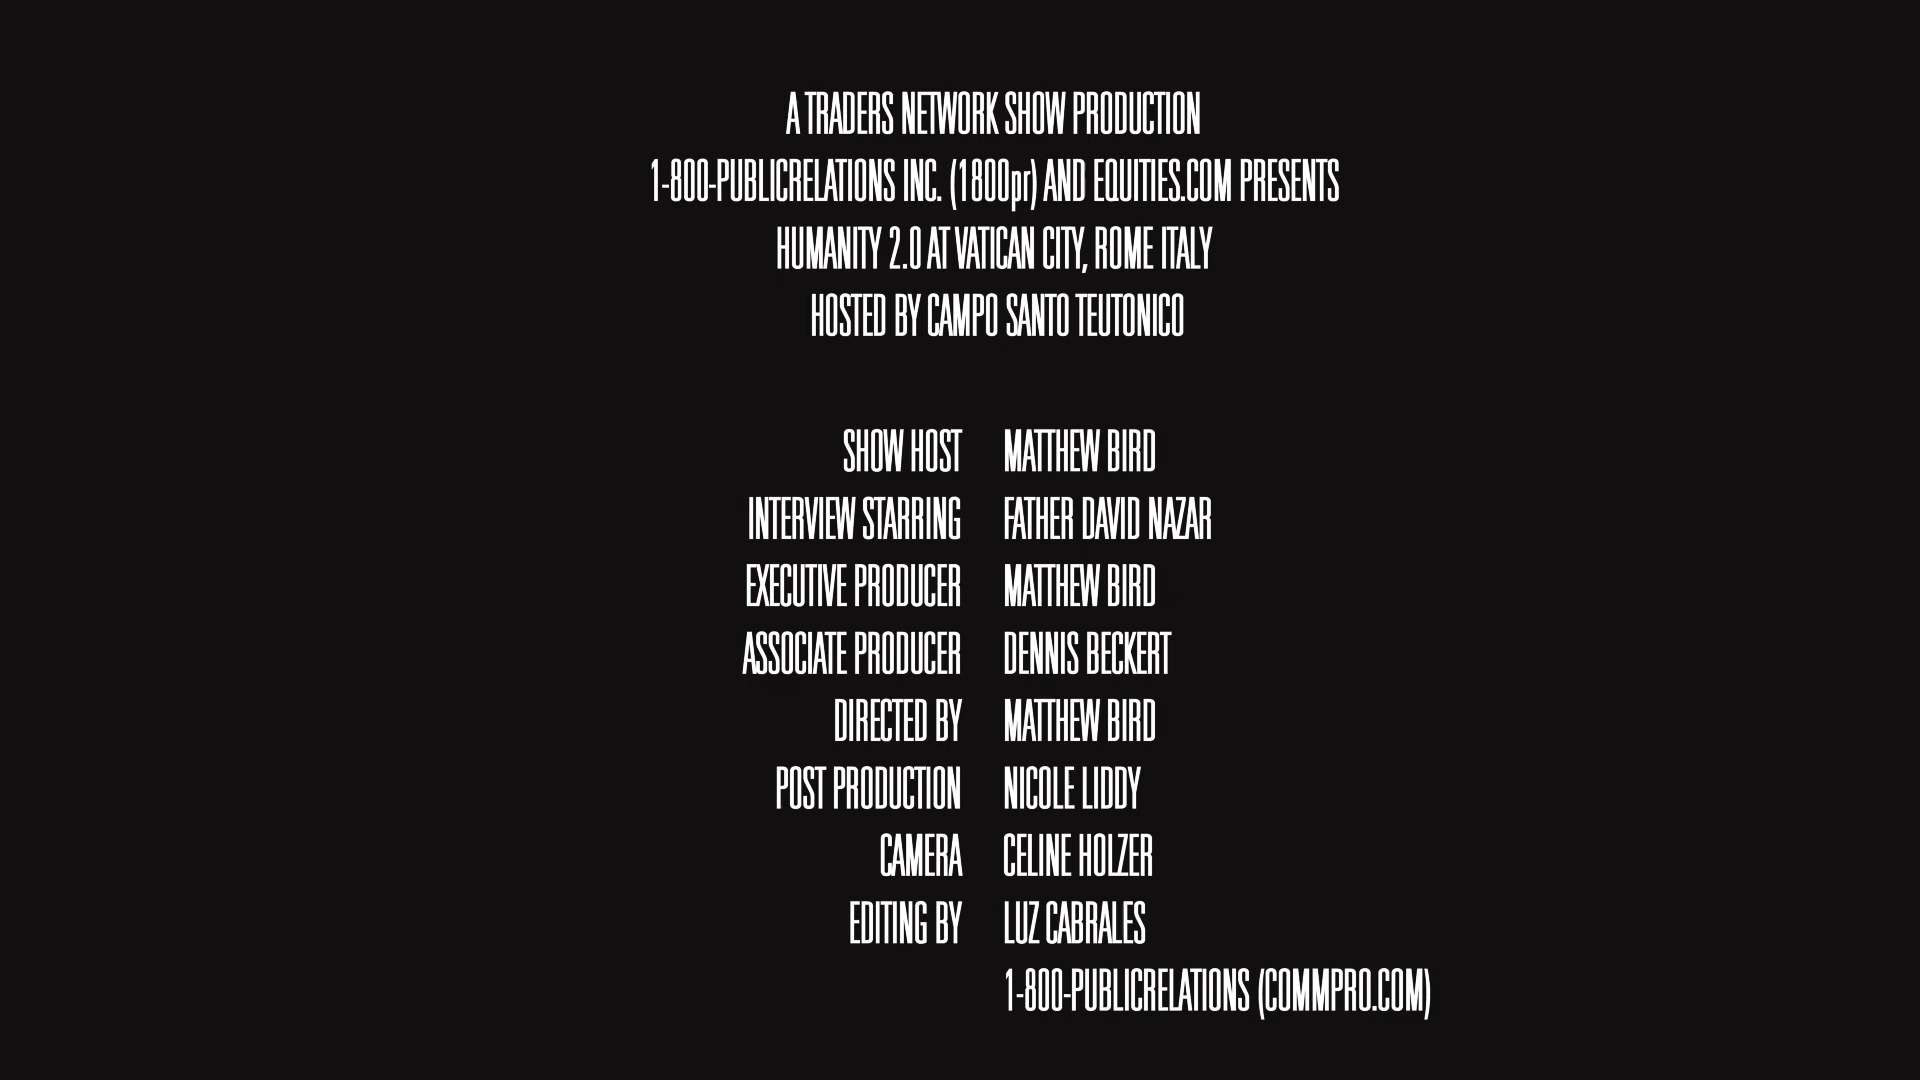 A TRADERS NETWORK SHOW PRODUCTION
1-800-PUBLICRELATIONS INC. (1800pr) AND EQUITIES.COM PRESENTS
HUMANITY 2.0 AT VATICAN CITY, ROME ITALY
HOSTED BY CAMPO SANTO TEUTONICO
SHOW HOST MATTHEW BIRD
INTERVIEW STARRING FATHER DAVID NAZAR
EXECUTIVE PRODUCER MATTHEW BIRD
ASSOCIATE PRODUCER DENNIS BECKERT
DIRECTED BY MATTHEW BIRD
POST PRODUCTION NICOLE LIDDY
CAMERA CELINE HOLZER
EDITING BY LUZ CABRALES
1-800-PUBLICRELATIONS (COMMPRO.COM)